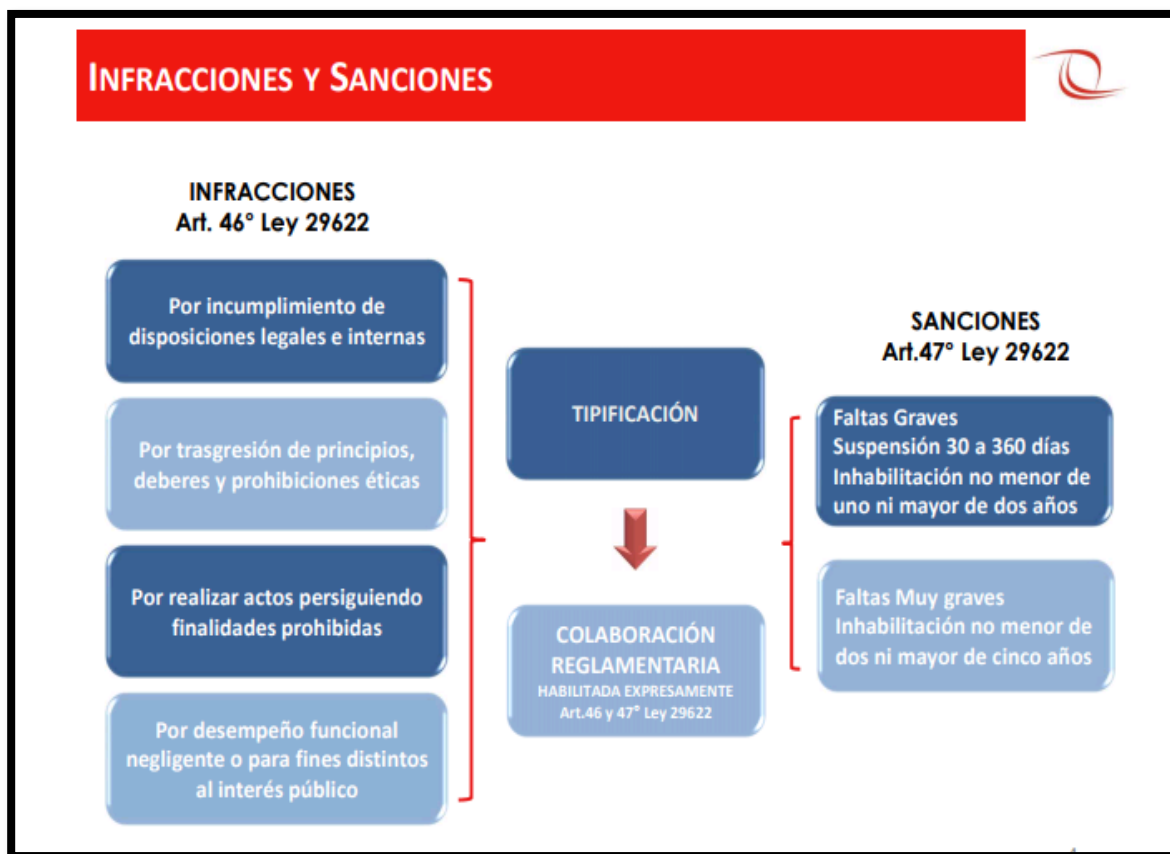 INFRACCIONES Y SANCIONES
INFRACCIONES
Art. 46° Ley 29622
Por incumplimiento de
disposiciones legales e internas
Por trasgresión de principios,
deberes y prohibiciones éticas
Por realizar actos persiguiendo
finalidades prohibidas
Por desempeño funcional
negligente o para fines distintos
al interés público
TIPIFICACIÓN
COLABORACIÓN
REGLAMENTARIA
HABILITADA EXPRESAMENTE
Art.46 y 47° Ley 29622
SANCIONES
Art.47° Ley 29622
Faltas Graves
Suspensión 30 a 360 días
Inhabilitación no menor de
uno ni mayor de dos años
Faltas Muy graves
Inhabilitación no menor de
dos ni mayor de cinco años